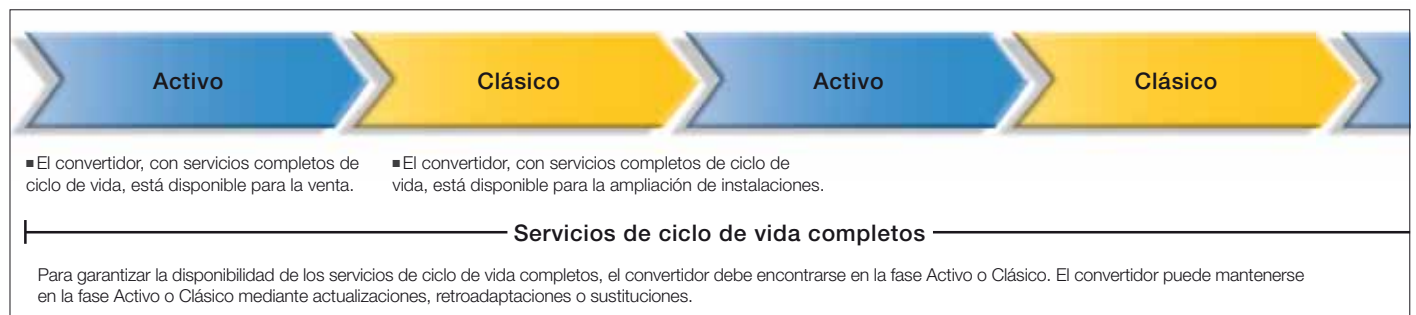 Activo
Clásico
Activo
Clásico
▪ El convertidor, con servicios completos de
ciclo de vida, está disponible para la venta.
▪ El convertidor, con servicios completos de ciclo de
vida, está disponible para la ampliación de instalaciones.
Servicios de ciclo de vida completos
Para garantizar la disponibilidad de los servicios de ciclo de vida completos, el convertidor debe encontrarse en la fase Activo o Clásico. El convertidor puede mantenerse
en la fase Activo o Clásico mediante actualizaciones, retroadaptaciones o sustituciones.